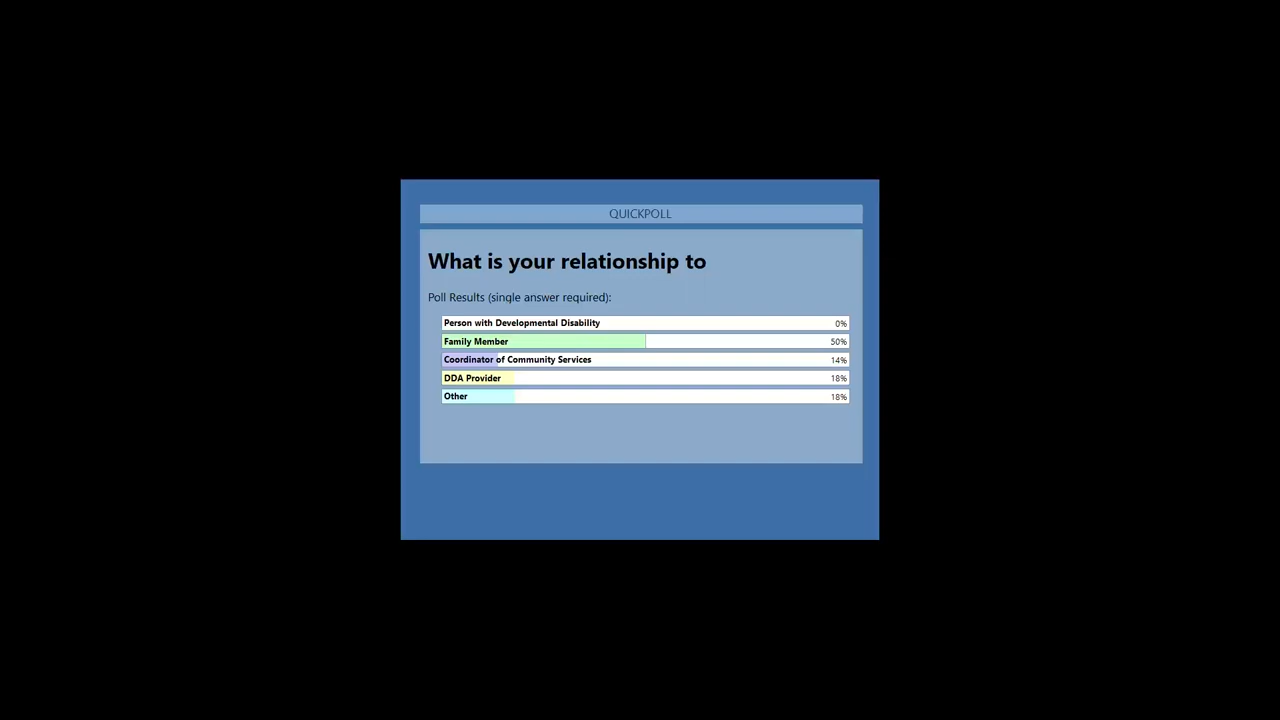 QUICKPOLL
What is your relationship to
Poll Results (single answer required):
Person with Developmental Disability 0%
Family Member 50%
Coordinator of Community Services 14%
DDA Provider 18%
Other 18%